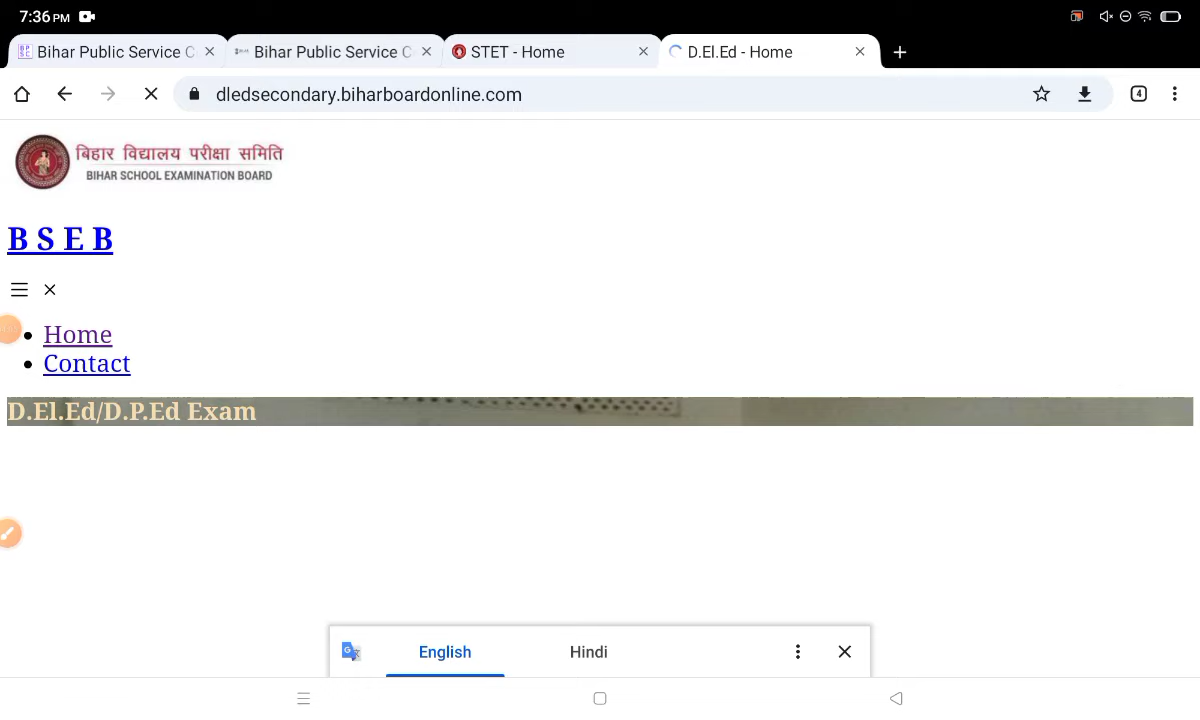 7:36 PM
Bihar Public Service C
Bihar Public Service C
STET - Home
D.El.Ed - Home
dledsecondary.biharboardonline.com
4
बिहार विद्यालय परीक्षा समिति
BIHAR SCHOOL EXAMINATION BOARD
B S E B
Home
Contact
D.El.Ed/D.P.Ed Exam
English
Hindi